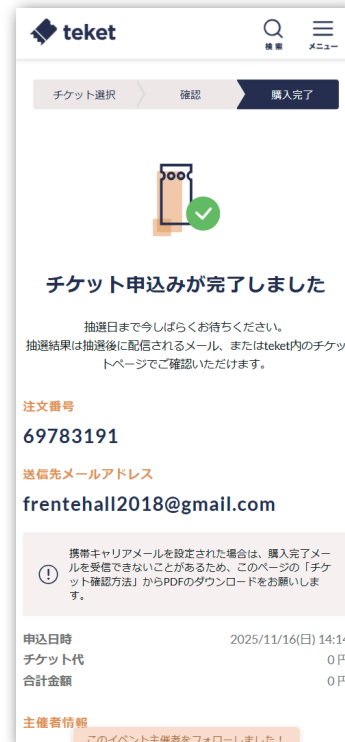 teket
検索
メニュー
チケット選択
確認
購入完了
チケット申込みが完了しました
抽選日まで今しばらくお待ちください。
抽選結果は抽選後に配信されるメール、またはteket内のチケッ
トページでご確認いただけます。
注文番号
69783191
送信先メールアドレス
frentehall2018@gmail.com
携帯キャリアメールを設定された場合は、購入完了メー
ルを受信できないことがあるため、このページの「チケ
ット確認方法」からPDFのダウンロードをお願いしま
す。
申込日時
2025/11/16(日) 14:14
チケット代
0 円
合計金額
0 円
主催者情報
このイベント主催者をフォローしました！